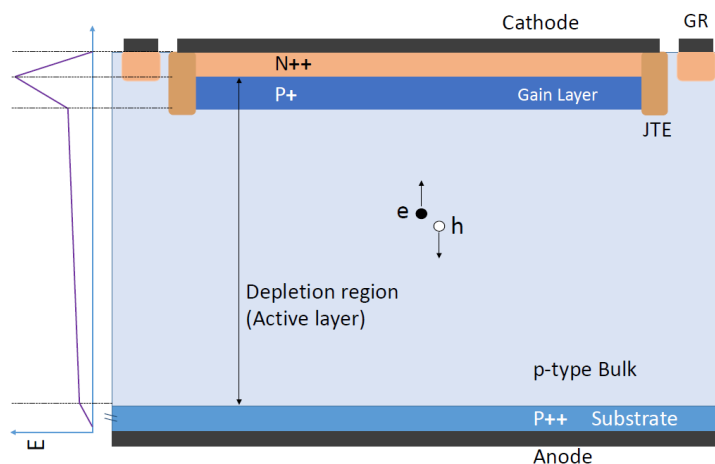 Cathode
GR
N++
P+
Gain Layer
JTE
e
h
Depletion region
(Active layer)
p-type Bulk
P++ Substrate
E
Anode